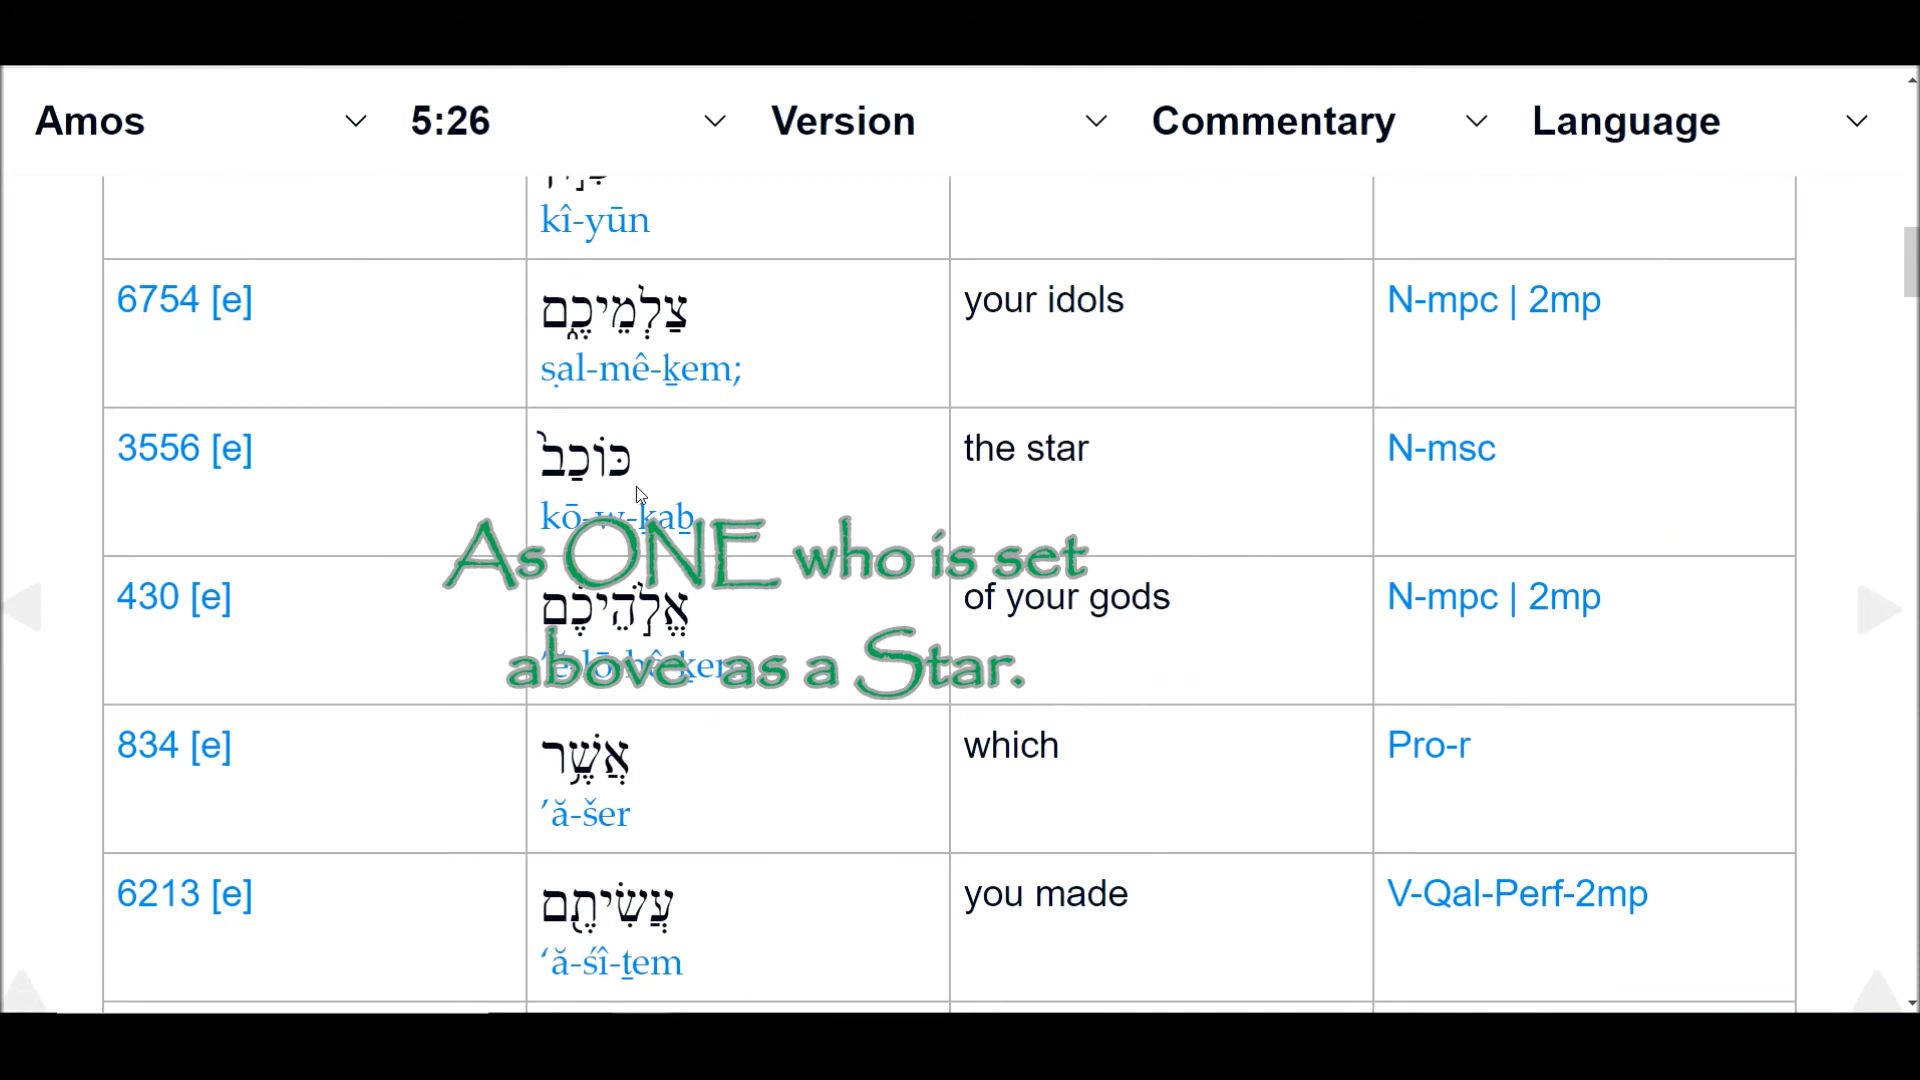 Amos 5:26 Version Commentary Language
kî-yūn
6754 [e] צַלְמֵיכֶ֑ם your idols N-mpc | 2mp
ṣal-mê-ḵem;
3556 [e] כּוֹכַב֙ the star N-msc
kō-w-ḵaḇ
As ONE who is set
430 [e] אֱלֹֽהֵיכֶ֔ם of your gods N-mpc | 2mp
above as a Star.
834 [e] אֲשֶׁ֥ר which Pro-r
’ă-šer
6213 [e] עֲשִׂיתֶ֖ם you made V-Qal-Perf-2mp
‘ă-śî-ṯem